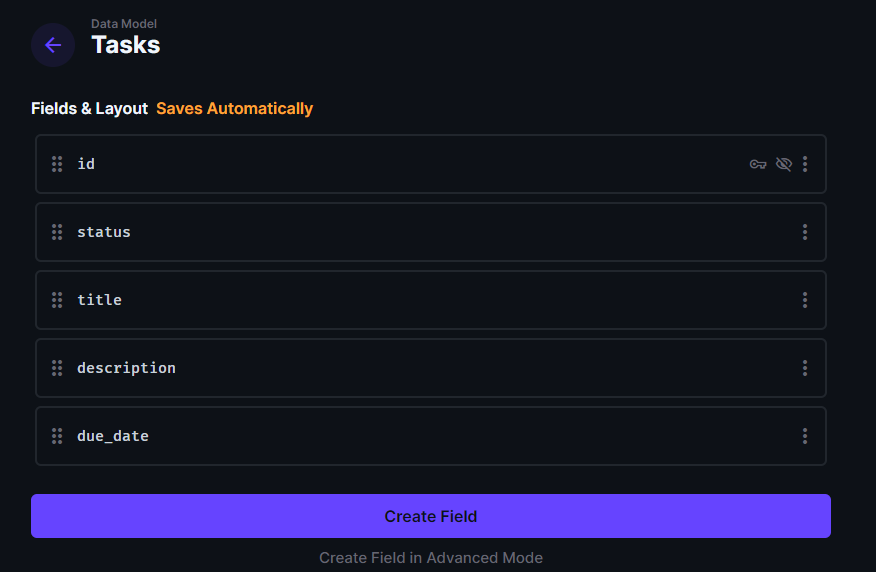 Data Model
Tasks
Fields & Layout Saves Automatically
id
status
title
description
due_date
Create Field
Create Field in Advanced Mode